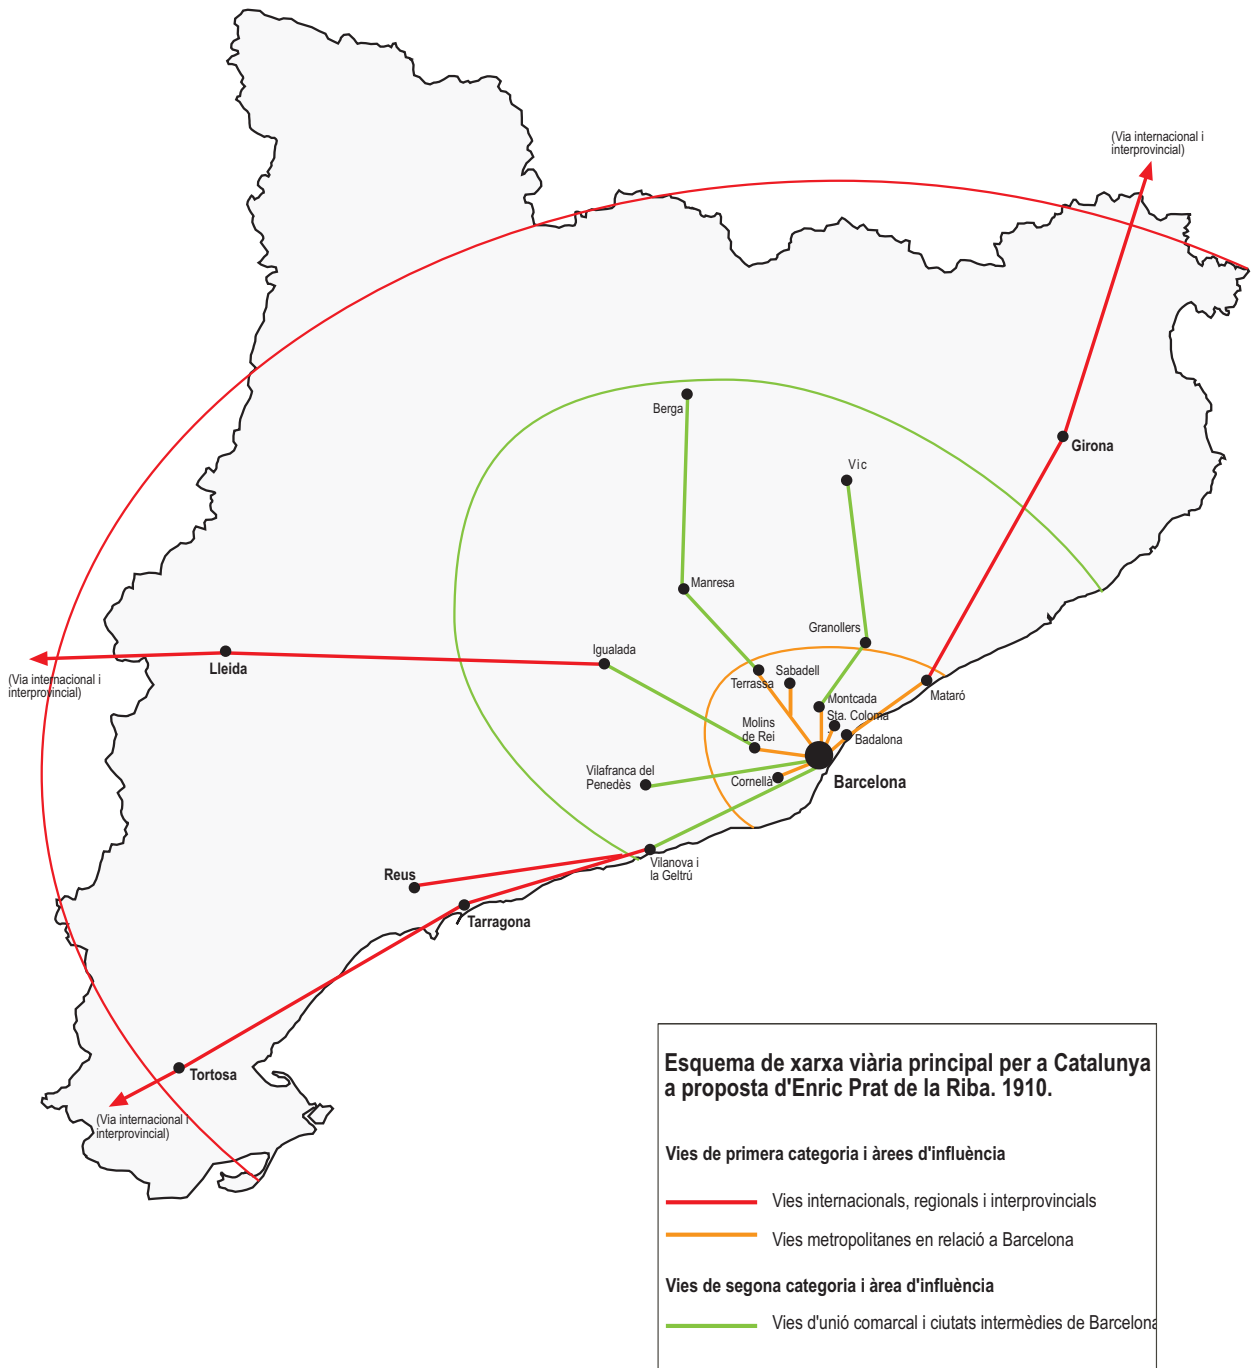 (Via internacional i
interprovincial)
Berga
Girona
Vic
Manresa
Granollers
Igualada
Lleida
(Via internacional i
interprovincial)
Sabadell
Terrassa
Mataró
Montcada
Sta. Coloma
Molins
de Rei
Badalona
Vilafranca del
Penedès
Cornellà
Barcelona
Vilanova i
la Geltrú
Reus
Tarragona
Tortosa
(Via internacional i
interprovincial)
Esquema de xarxa viària principal per a Catalunya
a proposta d'Enric Prat de la Riba. 1910.
Vies de primera categoria i àrees d'influència
Vies internacionals, regionals i interprovincials
Vies metropolitanes en relació a Barcelona
Vies de segona categoria i àrea d'influència
Vies d'unió comarcal i ciutats intermèdies de Barcelona